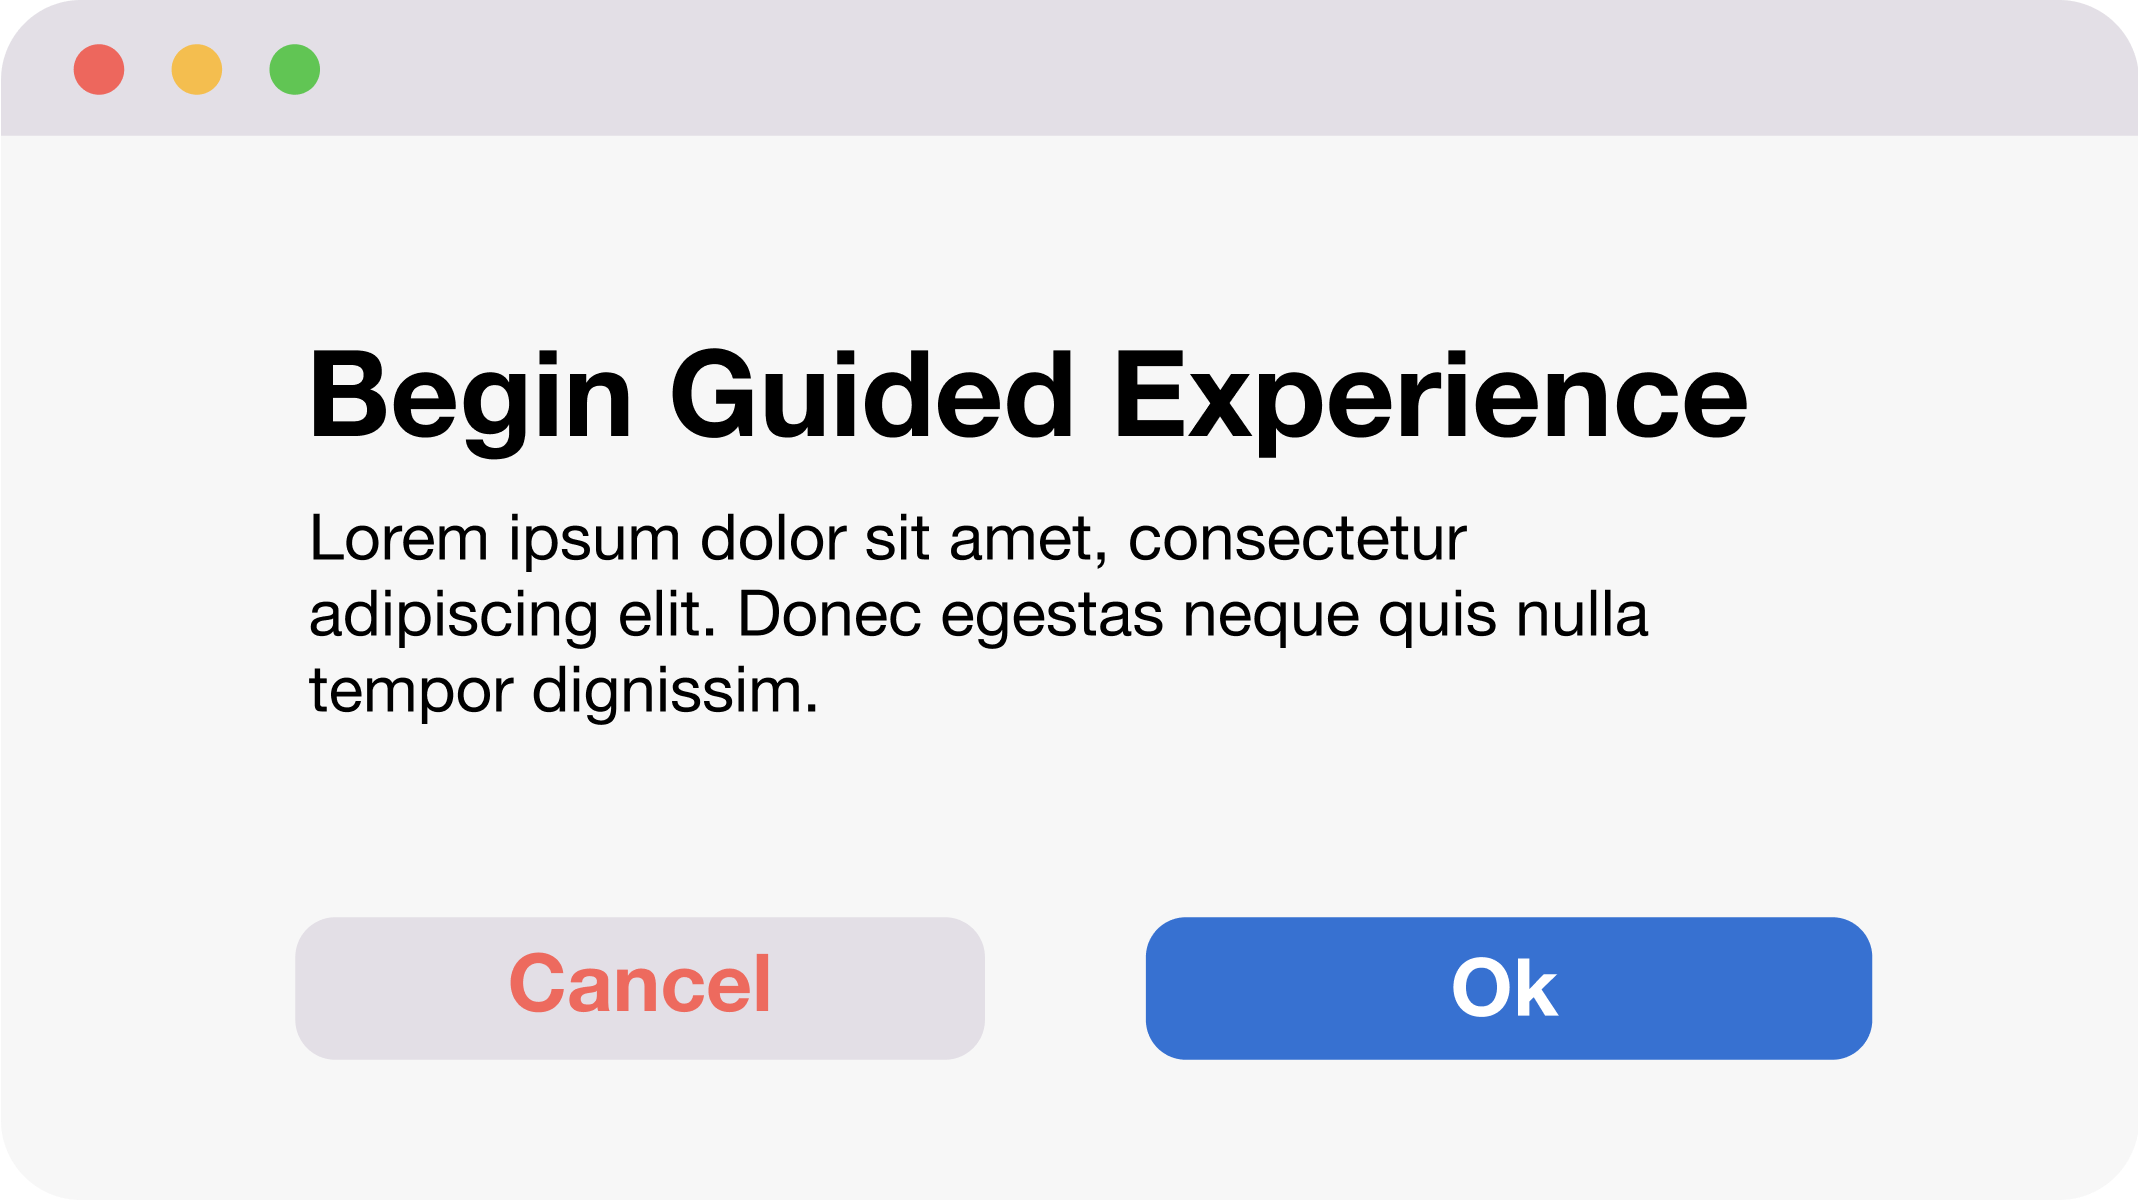 Begin Guided Experience
Lorem ipsum dolor sit amet, consectetur
adipiscing elit. Donec egestas neque quis nulla
tempor dignissim.
Cancel
Ok